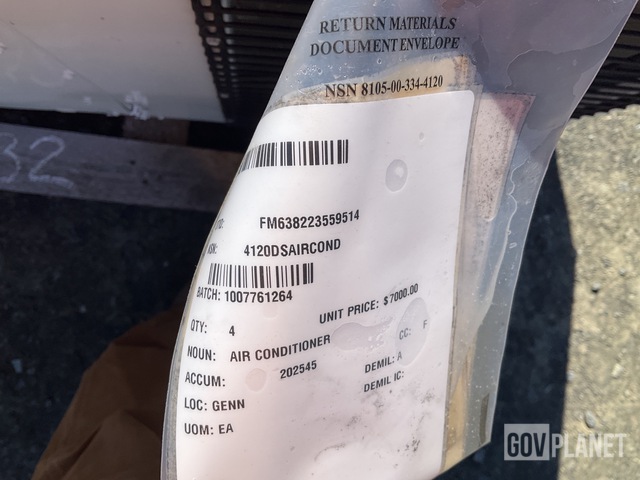 RETURN MATERIALS
DOCUMENT ENVELOPE
NSN 8105-00-334-4120
32
FM638223559514
4120DSAIRCOND
BATCH: 1007761264
QTY: 4 UNIT PRICE: $7000.00
NOUN: AIR CONDITIONER CC: F
ACCUM: 202545 DEMIL: A
LOC: GENN DEMIL IC:
UOM: EA
GOVPLANET